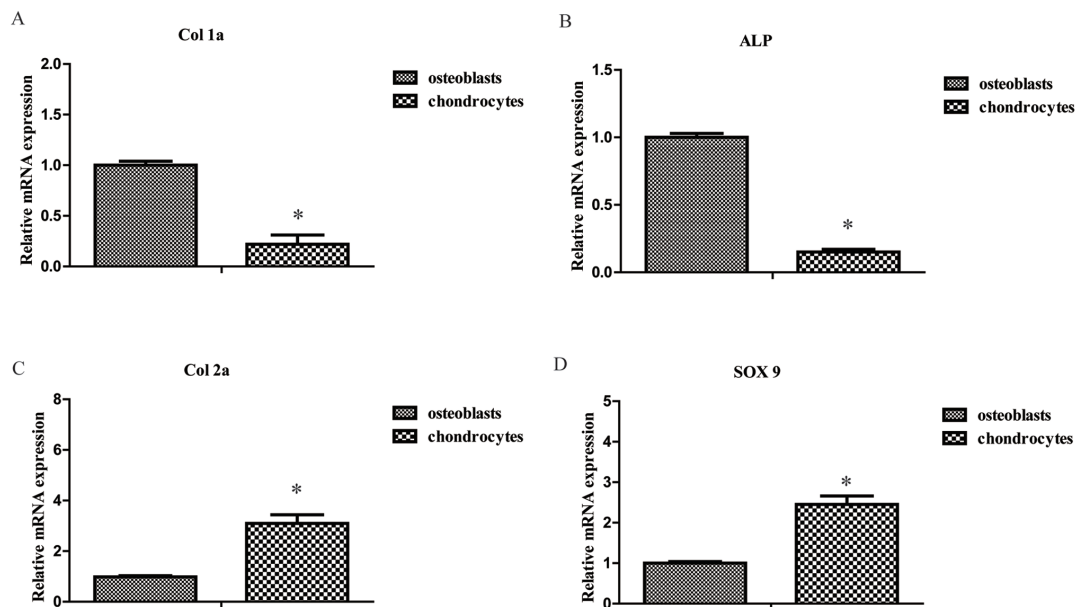 A
Col 1a
Relative mRNA expression
2.0
1.5
1.0
0.5
0.0
*
osteoblasts
chondrocytes
B
ALP
Relative mRNA expression
1.5
1.0
0.5
0.0
*
osteoblasts
chondrocytes
C
Col 2a
Relative mRNA expression
8
6
4
2
0
*
osteoblasts
chondrocytes
D
SOX 9
Relative mRNA expression
5
4
3
2
1
0
*
osteoblasts
chondrocytes